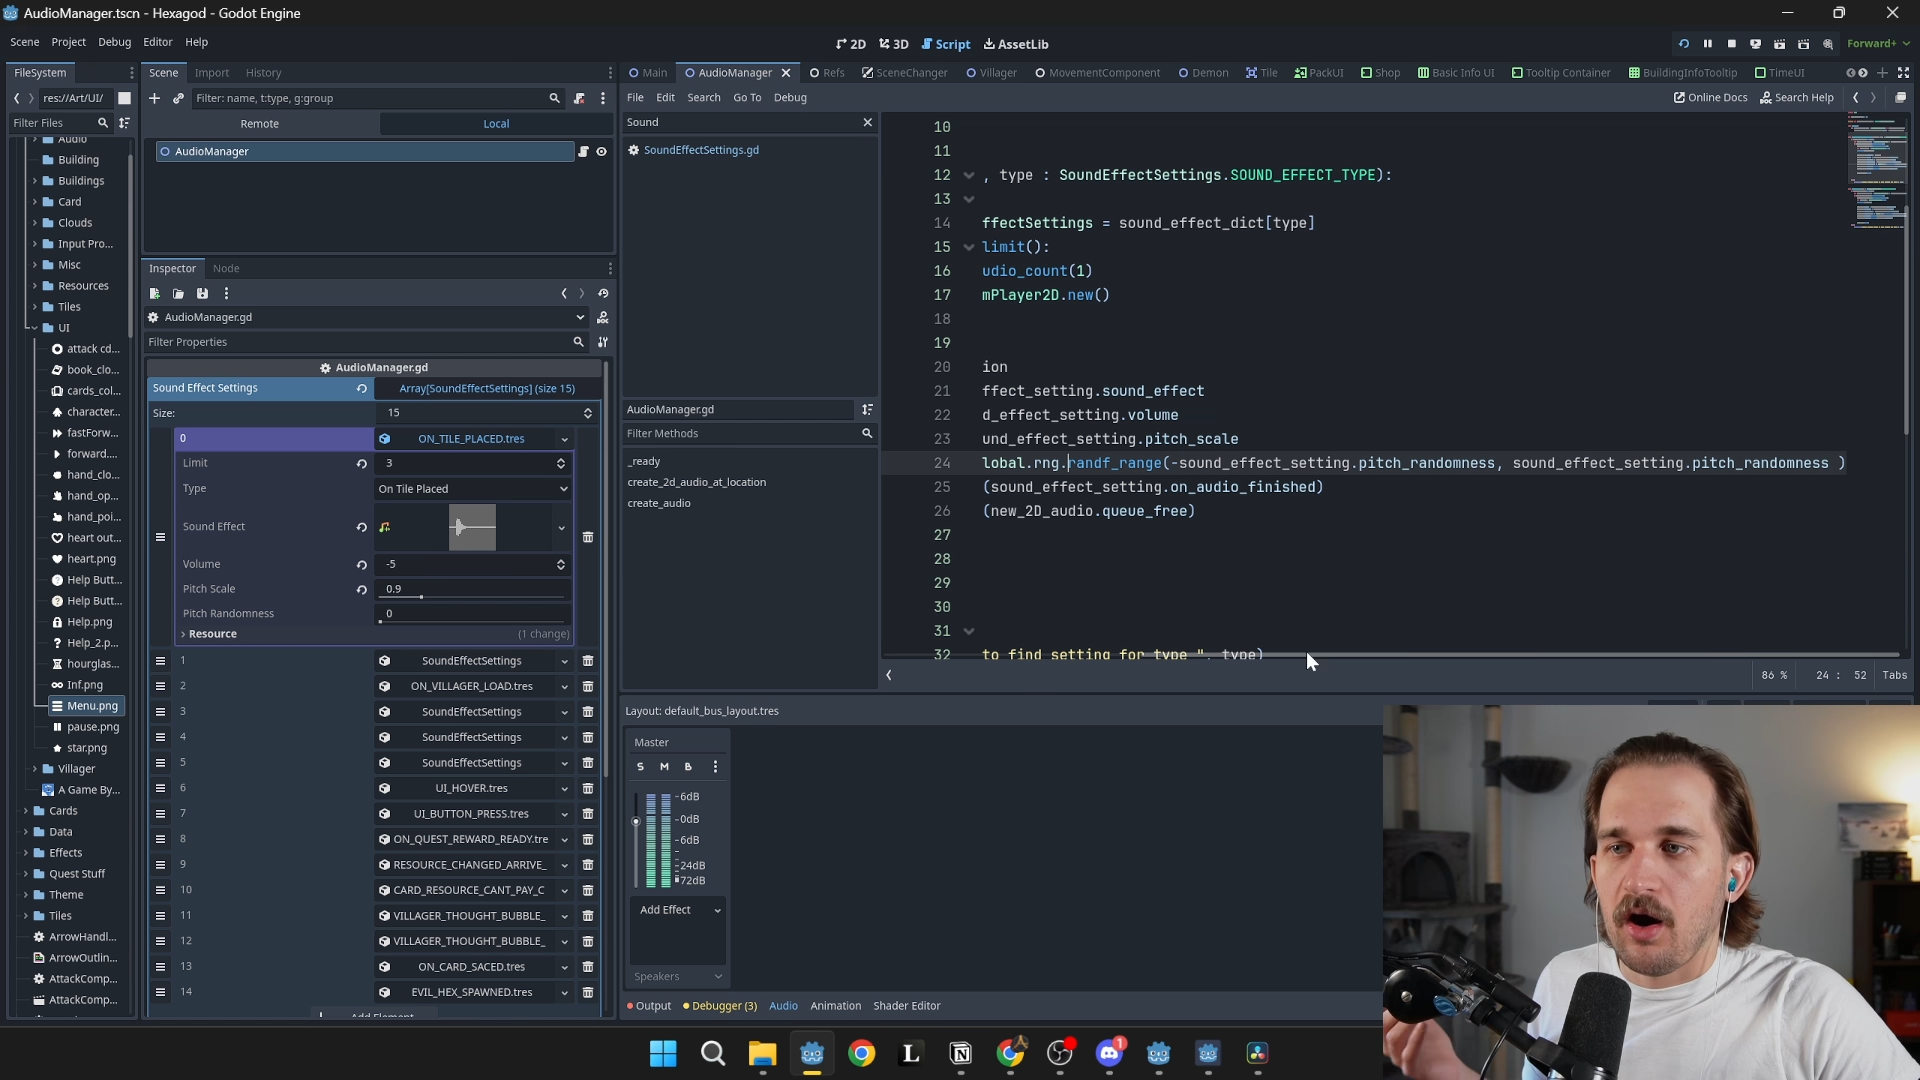 AudioManager.tscn - Hexagod - Godot Engine
Scene Project Debug Editor Help
2D 3D Script AssetLib
Forward+
FileSystem
res://Art/UI/
Filter Files
Audio
Building
Buildings
Card
Clouds
Input Pro...
Misc
Resources
Tiles
UI
attack cd...
book_clo...
cards_col...
character...
fastForw...
forward....
hand_clo...
hand_op...
hand_poi...
heart out...
heart.png
Help Butt...
Help Butt...
Help.png
Help_2.p...
hourglas...
Inf.png
Menu.png
pause.png
star.png
Villager
A Game By...
Cards
Data
Effects
Quest Stuff
Theme
Tiles
ArrowHandl...
ArrowOutlin...
AttackComp...
AttackComp...
Scene Import History
Filter: name, t:type, g:group
Remote Local
AudioManager
Inspector Node
AudioManager.gd
Filter Properties
AudioManager.gd
Sound Effect Settings Array[SoundEffectSettings] (size 15)
Size: 15
0 ON_TILE_PLACED.tres
Limit 3
Type On Tile Placed
Sound Effect
Volume -5
Pitch Scale 0.9
Pitch Randomness 0
Resource (1 change)
1 SoundEffectSettings
2 ON_VILLAGER_LOAD.tres
3 SoundEffectSettings
4 SoundEffectSettings
5 SoundEffectSettings
6 UI_HOVER.tres
7 UI_BUTTON_PRESS.tres
8 ON_QUEST_REWARD_READY.tre
9 RESOURCE_CHANGED_ARRIVE_
10 CARD_RESOURCE_CANT_PAY_C
11 VILLAGER_THOUGHT_BUBBLE_
12 VILLAGER_THOUGHT_BUBBLE_
13 ON_CARD_SACED.tres
14 EVIL_HEX_SPAWNED.tres
Add Element
Main AudioManager Refs SceneChanger Villager MovementComponent Demon Tile PackUI Shop Basic Info UI Tooltip Container BuildingInfoTooltip TimeUI
File Edit Search Go To Debug
Online Docs Search Help
Sound
SoundEffectSettings.gd
AudioManager.gd
Filter Methods
_ready
create_2d_audio_at_location
create_audio
10
11
12 , type : SoundEffectSettings.SOUND_EFFECT_TYPE):
13
14 ffectSettings = sound_effect_dict[type]
15 limit():
16 udio_count(1)
17 mPlayer2D.new()
18
19
20 ion
21 ffect_setting.sound_effect
22 d_effect_setting.volume
23 und_effect_setting.pitch_scale
24 lobal.rng.randf_range(-sound_effect_setting.pitch_randomness, sound_effect_setting.pitch_randomness )
25 (sound_effect_setting.on_audio_finished)
26 (new_2D_audio.queue_free)
27
28
29
30
31
32 to find setting for type ", type)
86 % 24 : 52 Tabs
Layout: default_bus_layout.tres
Master
S M B
-6dB
-0dB
-6dB
-24dB
-72dB
Add Effect
Speakers
Output Debugger (3) Audio Animation Shader Editor
L
1